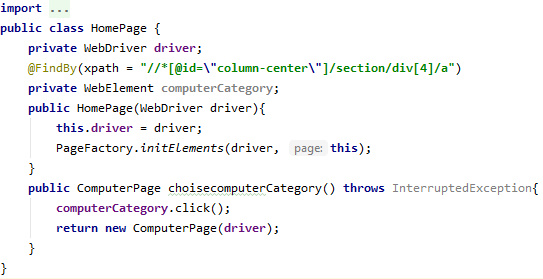 import ...
public class HomePage {
    private WebDriver driver;
    @FindBy(xpath = "//*[@id=\"column-center\"]/section/div[4]/a")
    private WebElement computerCategory;
    public HomePage(WebDriver driver){
        this.driver = driver;
        PageFactory.initElements(driver, page: this);
    }
    public ComputerPage choisecomputerCategory() throws InterruptedException{
        computerCategory.click();
        return new ComputerPage(driver);
    }
}